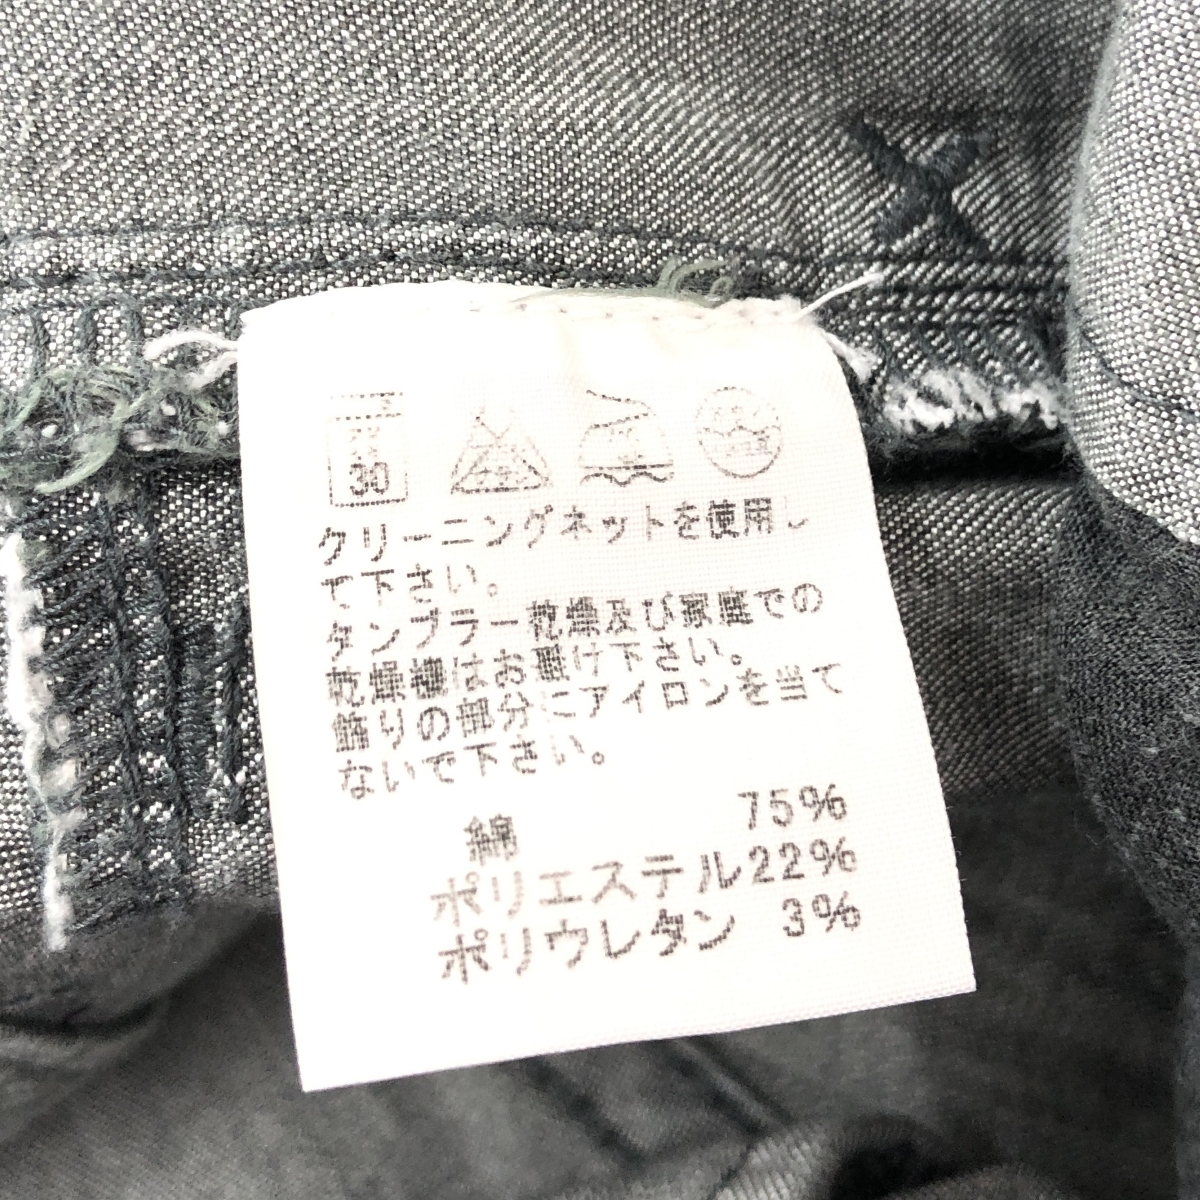 30
クリーニングネットを使用し
て下さい。
タンブラー乾燥及び家庭での
乾燥機はお避け下さい。
飾りの部分にアイロンを当て
ないで下さい。
綿 75%
ポリエステル22%
ポリウレタン 3%